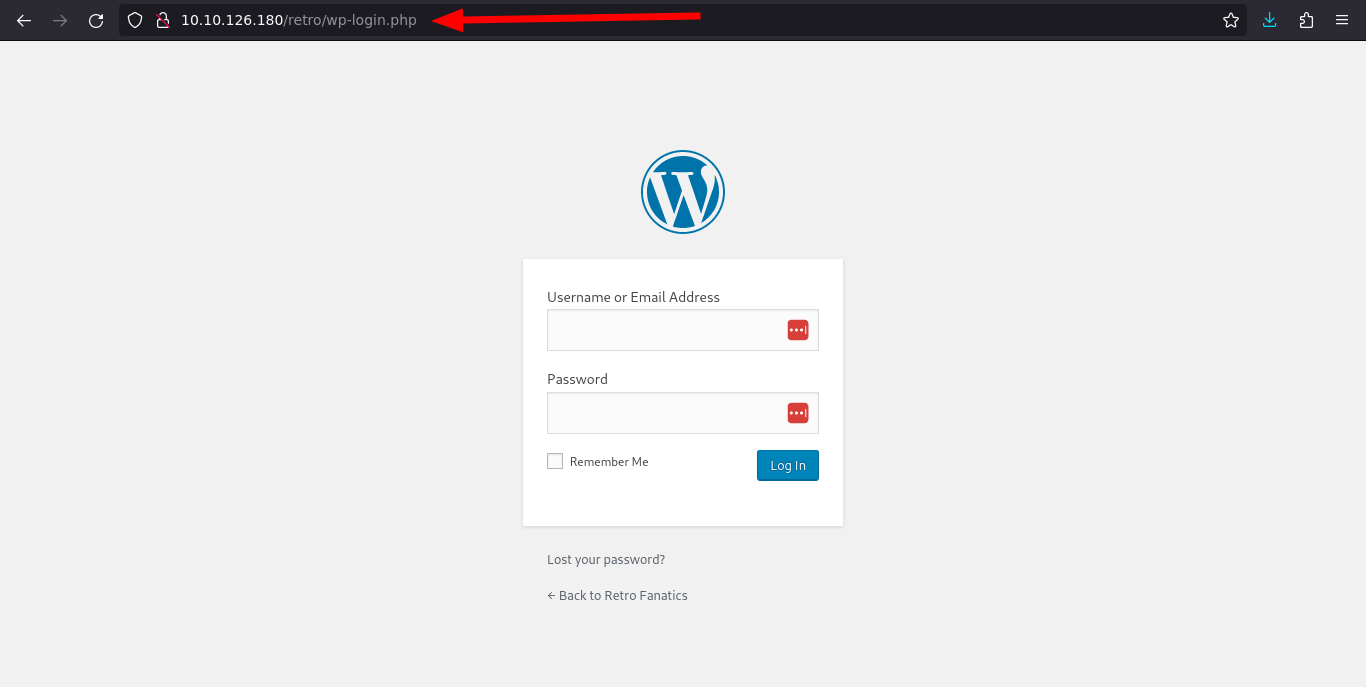 10.10.126.180/retro/wp-login.php
Username or Email Address
Password
Remember Me
Log In
Lost your password?
← Back to Retro Fanatics